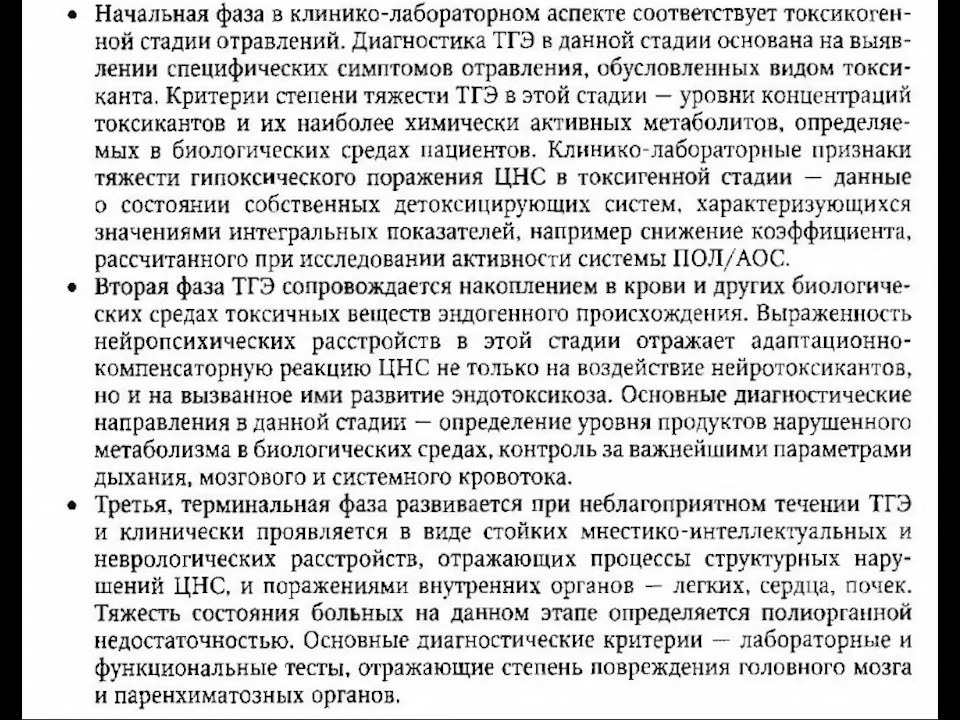 • Начальная фаза в клинико-лабораторном аспекте соответствует токсикоген-
ной стадии отравлений. Диагностика ТГЭ в данной стадии основана на выяв-
лении специфических симптомов отравления, обусловленных видом токси-
канта. Критерии степени тяжести ТГЭ в этой стадии — уровни концентраций
токсикантов и их наиболее химически активных метаболитов, определяе-
мых в биологических средах пациентов. Клинико-лабораторные признаки
тяжести гипоксического поражения ЦНС в токсигенной стадии — данные
о состоянии собственных детоксицирующих систем, характеризующихся
значениями интегральных показателей, например снижение коэффициента,
рассчитанного при исследовании активности системы ПОЛ/АОС.
• Вторая фаза ТГЭ сопровождается накоплением в крови и других биологиче-
ских средах токсичных веществ эндогенного происхождения. Выраженность
нейропсихических расстройств в этой стадии отражает адаптационно-
компенсаторную реакцию ЦНС не только на воздействие нейротоксикантов,
но и на вызванное ими развитие эндотоксикоза. Основные диагностические
направления в данной стадии — определение уровня продуктов нарушенного
метаболизма в биологических средах, контроль за важнейшими параметрами
дыхания, мозгового и системного кровотока.
• Третья, терминальная фаза развивается при неблагоприятном течении ТГЭ
и клинически проявляется в виде стойких мнестико-интеллектуальных и
неврологических расстройств, отражающих процессы структурных нару-
шений ЦНС, и поражениями внутренних органов — легких, сердца, почек.
Тяжесть состояния больных на данном этапе определяется полиорганной
недостаточностью. Основные диагностические критерии — лабораторные и
функциональные тесты, отражающие степень повреждения головного мозга
и паренхиматозных органов.